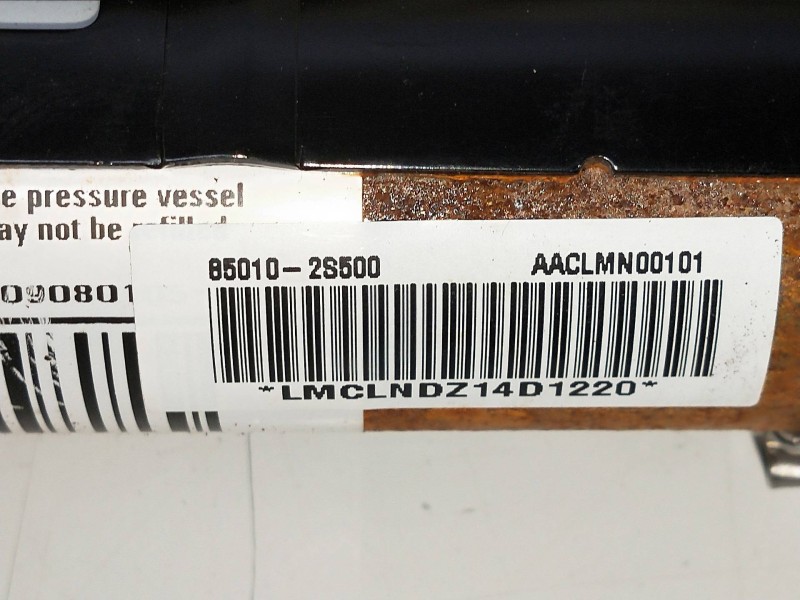 e pressure vessel
ay not be
85010-2S500 AACLMN00101
090801
*LMCLNDZ14D1220*